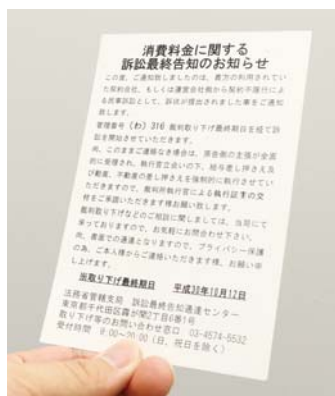 消費料金に関する
訴訟最終告知のお知らせ
この度、ご通知致しましたのは、貴方の利用されてい
た契約会社、もしくは運営会社側から契約不履行によ
る民事訴訟として、訴状が提出されました事をご通知
致します。
管理番号(わ)316 裁判取り下げ最終期日を経て訴
訟を開始させていただきます。
尚、このままご連絡なき場合は、原告側の主張が全面
的に受理され、執行官立会いの下、給与差し押さえ及
び動産、不動産の差し押さえを強制的に執行させてい
ただきますので、裁判所執行官による執行証書の交
付をご承諾いただきます様お願い致します。
裁判取り下げなどのご相談に関しましては、当局にて
承っておりますので、お気軽にお問合わせ下さい。
尚、書面での通達となりますので、プライバシー保護
の為、ご本人様からご連絡いただきます様、お願い申
し上げます。
訴取り下げ最終期日 平成30年10月12日
法務省管轄支局 訴訟最終告知通達センター
東京都千代田区霞が関2丁目6番1号
取り下げ等のお問い合わせ窓口 03-4574-5532
受付時間 9:00~20:00(日、祝日を除く)